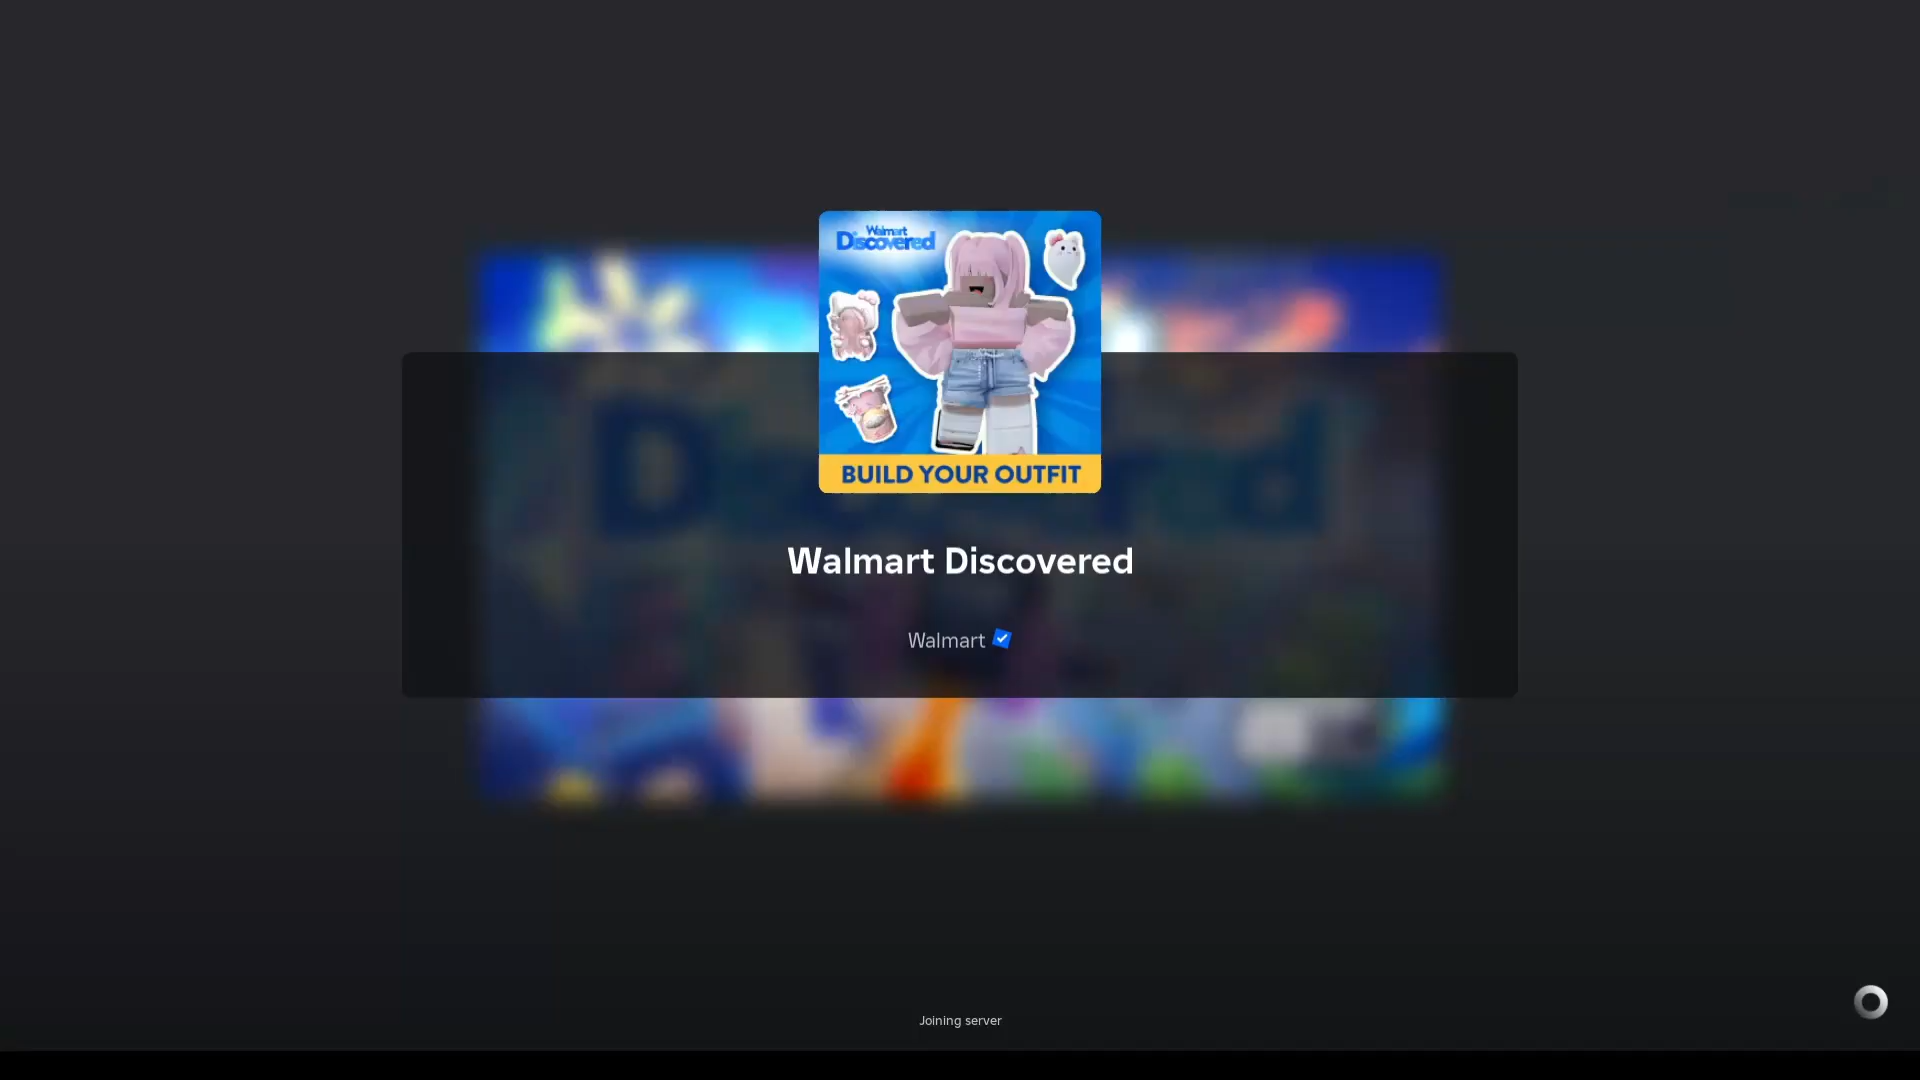 Walmart
Discovered
BUILD YOUR OUTFIT
Walmart Discovered
Walmart
Joining server